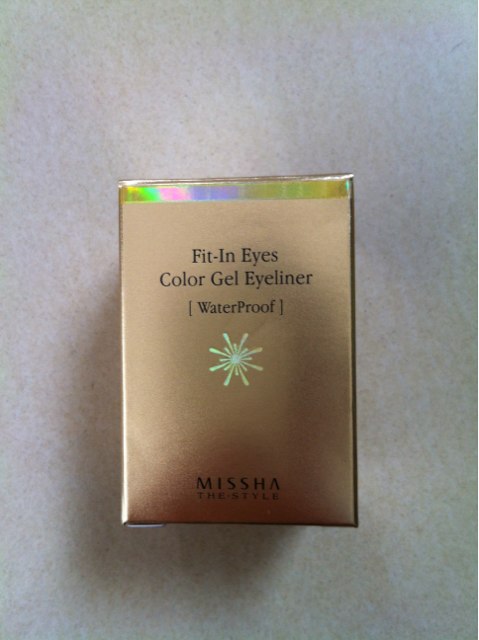 Fit-In Eyes
Color Gel Eyeliner
[ WaterProof ]
MISSHA
THE·STYLE